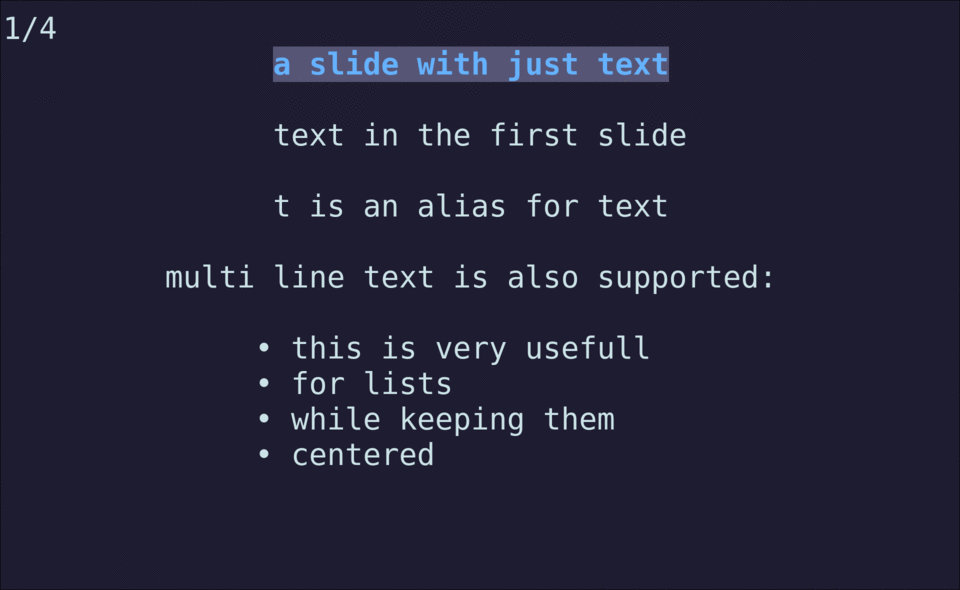 1/4
a slide with just text
text in the first slide
t is an alias for text
multi line text is also supported:
• this is very usefull
• for lists
• while keeping them
• centered